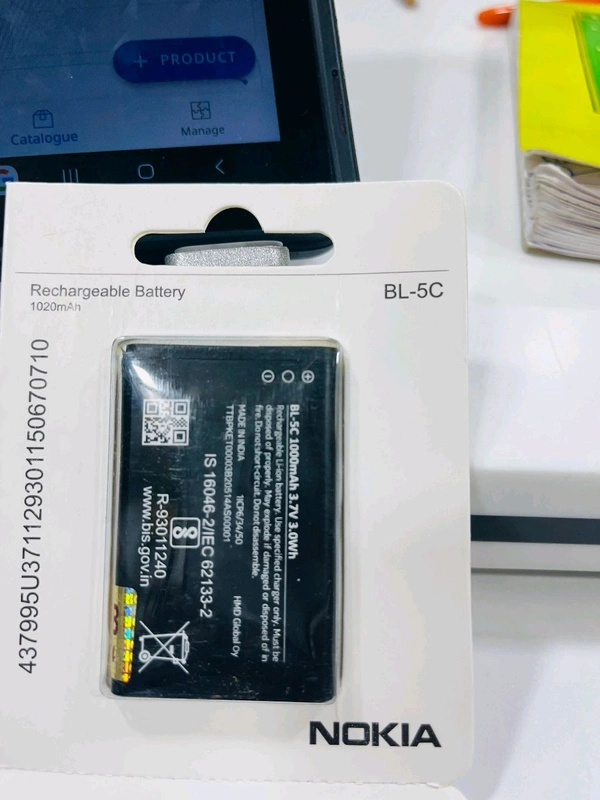 + PRODUCT
Catalogue
Manage
Rechargeable Battery
1020mAh
BL-5C
437995U371129301150670710
BL-5C 1000mAh 3.7V 3.0Wh
Rechargeable Li-ion battery. Use specified charger only. Must be
disposed of properly. May explode if damaged or disposed of in
fire. Do not short-circuit. Do not disassemble.
MADE IN INDIA 1ICP6/34/50 HMD Global Oy
TTBPKET00003B20514AS00001
IS 16046-2/IEC 62133-2
R-93011240
www.bis.gov.in
NOKIA